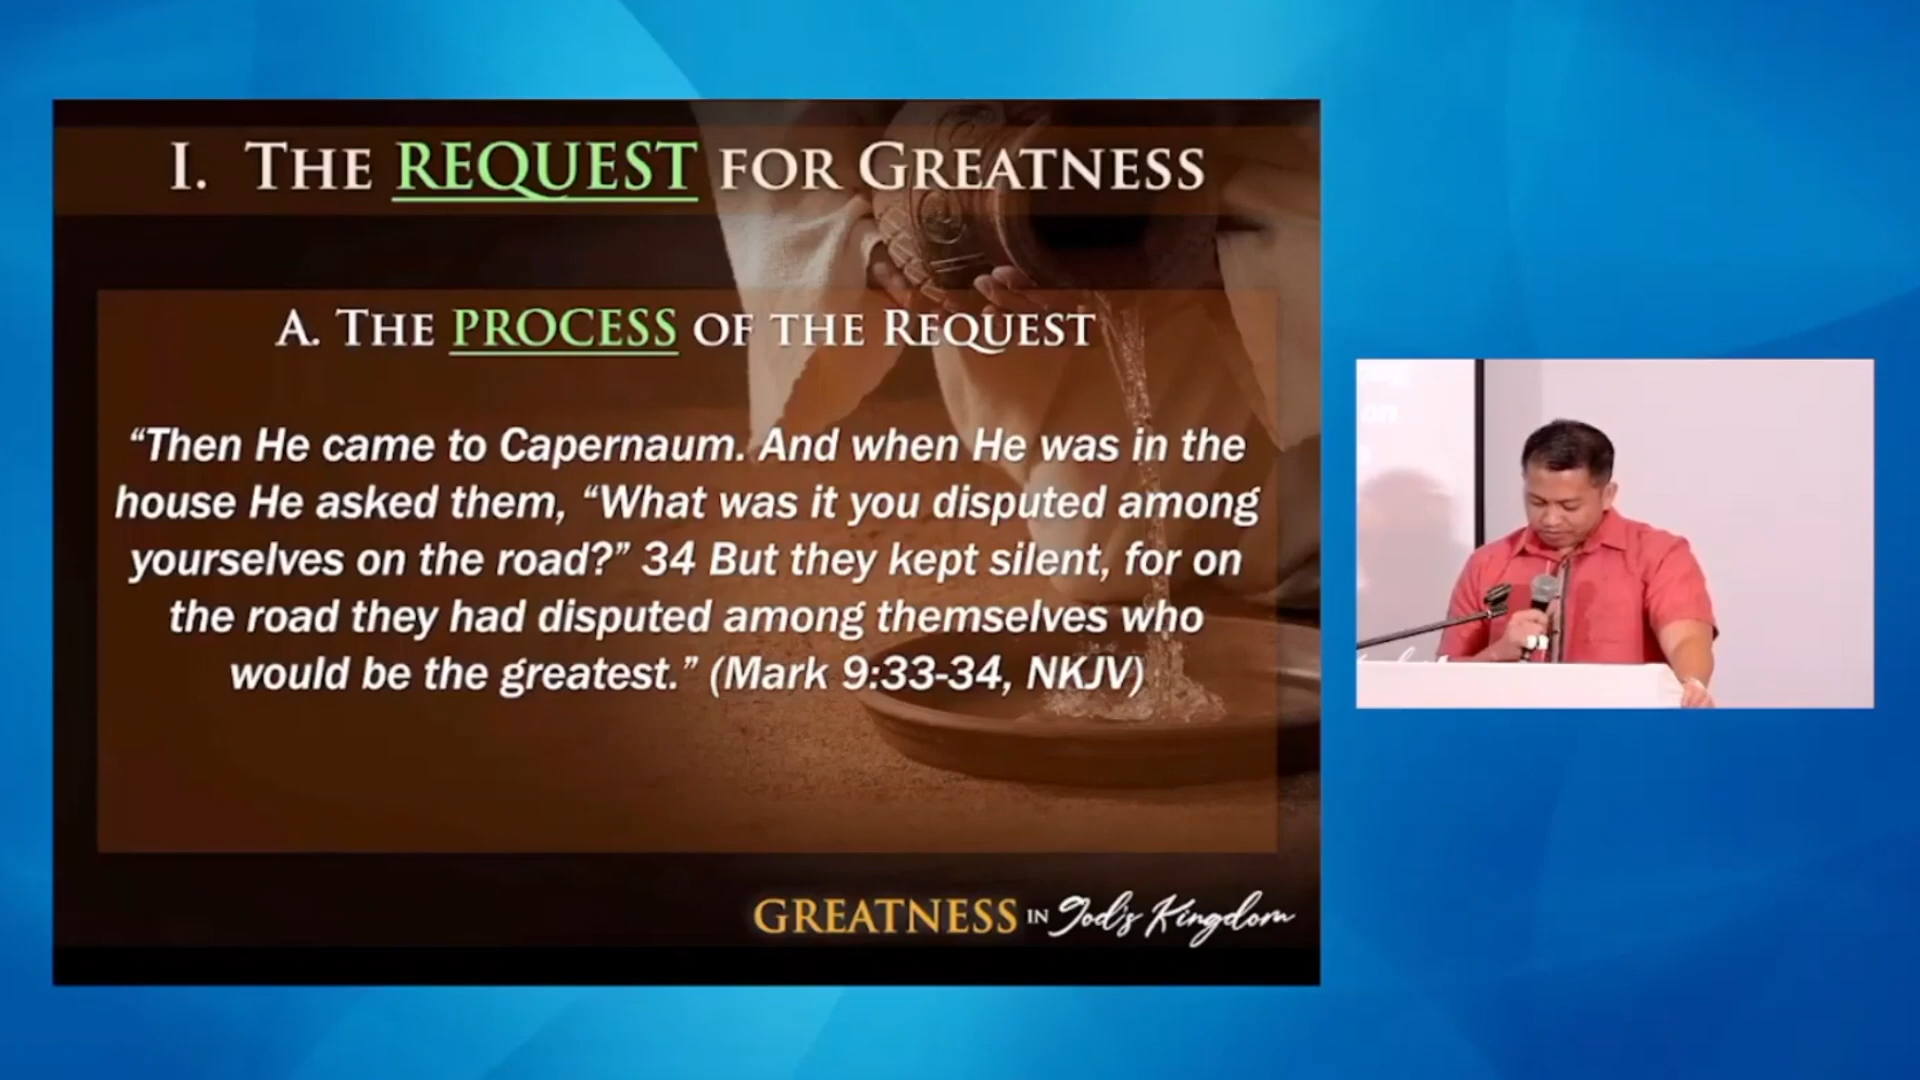 I. THE REQUEST FOR GREATNESS
A. THE PROCESS OF THE REQUEST
“Then He came to Capernaum. And when He was in the
house He asked them, “What was it you disputed among
yourselves on the road?” 34 But they kept silent, for on
the road they had disputed among themselves who
would be the greatest.” (Mark 9:33-34, NKJV)
GREATNESS IN God's Kingdom
on